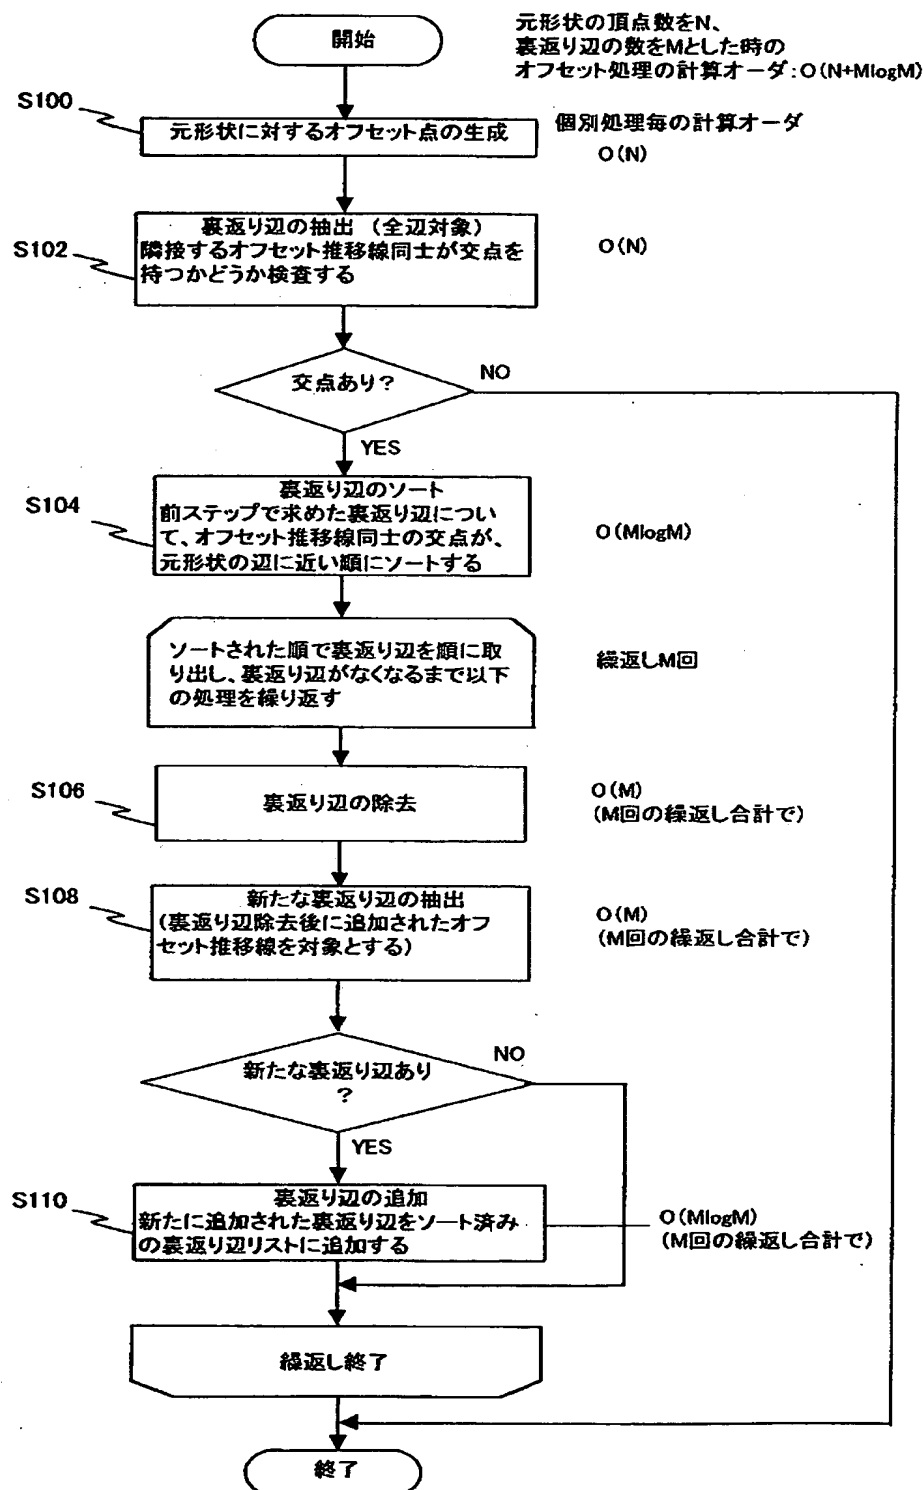 開始
元形状の頂点数をN、
裏返り辺の数をMとした時の
オフセット処理の計算オーダ:O(N+MlogM)
S100
元形状に対するオフセット点の生成
個別処理毎の計算オーダ
O(N)
S102
裏返り辺の抽出 (全辺対象)
隣接するオフセット推移線同士が交点を
持つかどうか検査する
O(N)
交点あり?
NO
YES
S104
裏返り辺のソート
前ステップで求めた裏返り辺につい
て、オフセット推移線同士の交点が、
元形状の辺に近い順にソートする
O(MlogM)
ソートされた順で裏返り辺を順に取
り出し、裏返り辺がなくなるまで以下
の処理を繰り返す
繰返しM回
S106
裏返り辺の除去
O(M)
(M回の繰返し合計で)
S108
新たな裏返り辺の抽出
(裏返り辺除去後に追加されたオフ
セット推移線を対象とする)
O(M)
(M回の繰返し合計で)
新たな裏返り辺あり
?
NO
YES
S110
裏返り辺の追加
新たに追加された裏返り辺をソート済み
の裏返り辺リストに追加する
O(MlogM)
(M回の繰返し合計で)
繰返し終了
終了